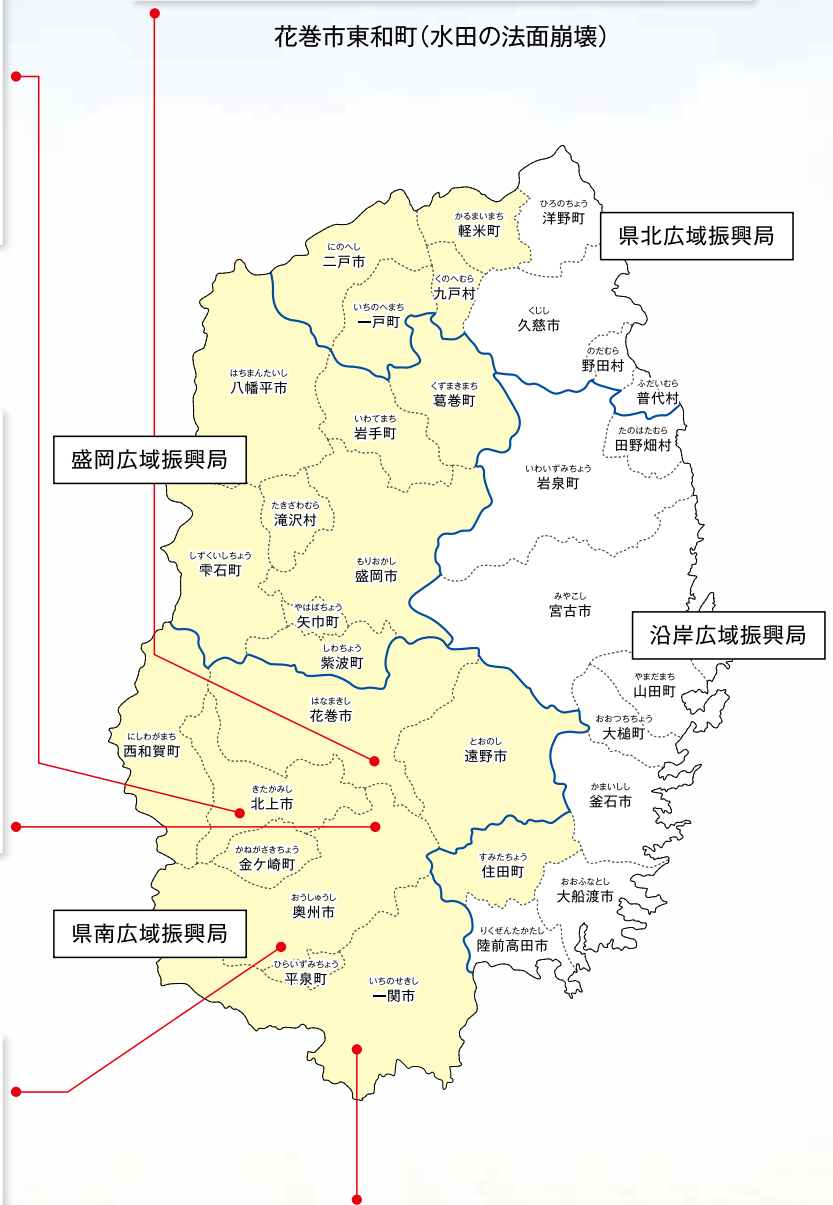 花巻市東和町(水田の法面崩壊)
ひろのちょう
洋野町
かるまいまち
軽米町
県北広域振興局
にのへし
二戸市
くのへむら
九戸村
いちのへまち
一戸町
くじし
久慈市
のだむら
野田村
ふだいむら
普代村
はちまんたいし
八幡平市
くずまきまち
葛巻町
いわてまち
岩手町
たのはたむら
田野畑村
盛岡広域振興局
いわいずみちょう
岩泉町
たきざわむら
滝沢村
しずくいしちょう
雫石町
もりおかし
盛岡市
みやこし
宮古市
やはばちょう
矢巾町
沿岸広域振興局
しわちょう
紫波町
やまだまち
山田町
はなまきし
花巻市
おおつちちょう
大槌町
にしわがまち
西和賀町
とおのし
遠野市
きたかみし
北上市
かまいしし
釜石市
かねがさきちょう
金ケ崎町
すみたちょう
住田町
おおふなとし
大船渡市
おうしゅうし
奥州市
県南広域振興局
りくぜんたかたし
陸前高田市
ひらいずみちょう
平泉町
いちのせきし
一関市